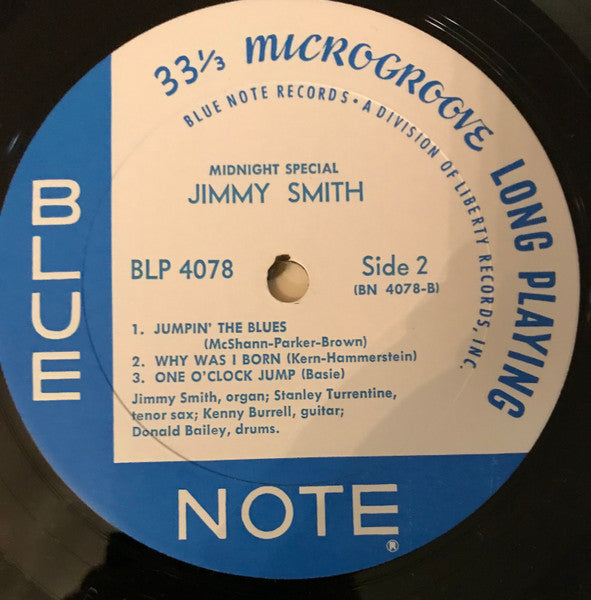 33⅓ MICROGROOVE LONG PLAYING
BLUE NOTE RECORDS • A DIVISION OF LIBERTY RECORDS, INC.
MIDNIGHT SPECIAL
JIMMY SMITH
BLP 4078
Side 2
(BN 4078-B)
1. JUMPIN' THE BLUES
(McShann-Parker-Brown)
2. WHY WAS I BORN (Kern-Hammerstein)
3. ONE O'CLOCK JUMP (Basie)
Jimmy Smith, organ; Stanley Turrentine,
tenor sax; Kenny Burrell, guitar;
Donald Bailey, drums.
BLUE
NOTE®